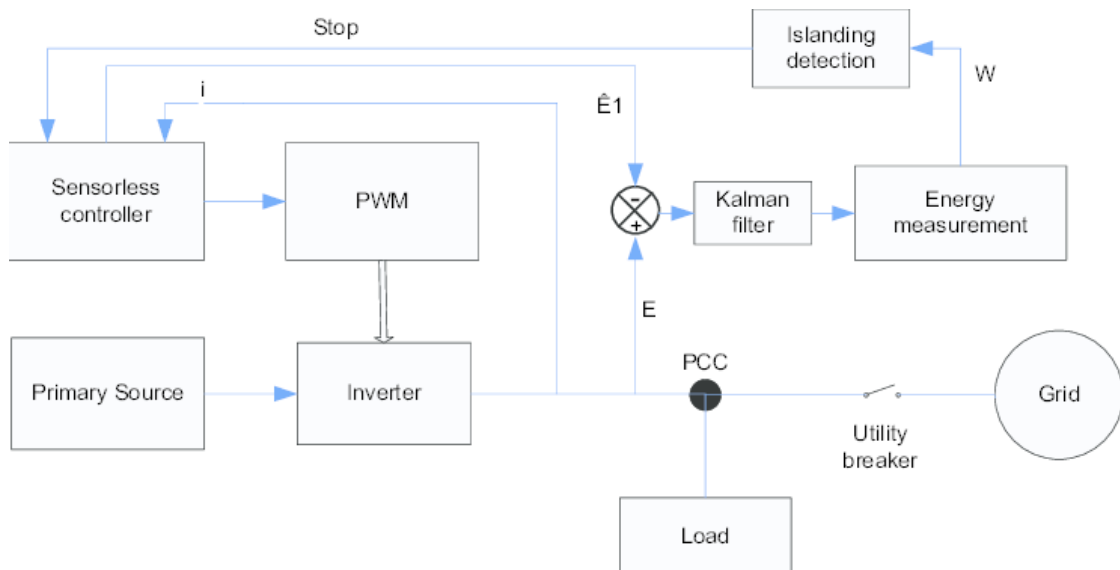 Stop
Islanding
detection
i
Ê1
W
Sensorless
controller
PWM
-
+
Kalman
filter
Energy
measurement
E
PCC
Primary Source
Inverter
Grid
Utility
breaker
Load